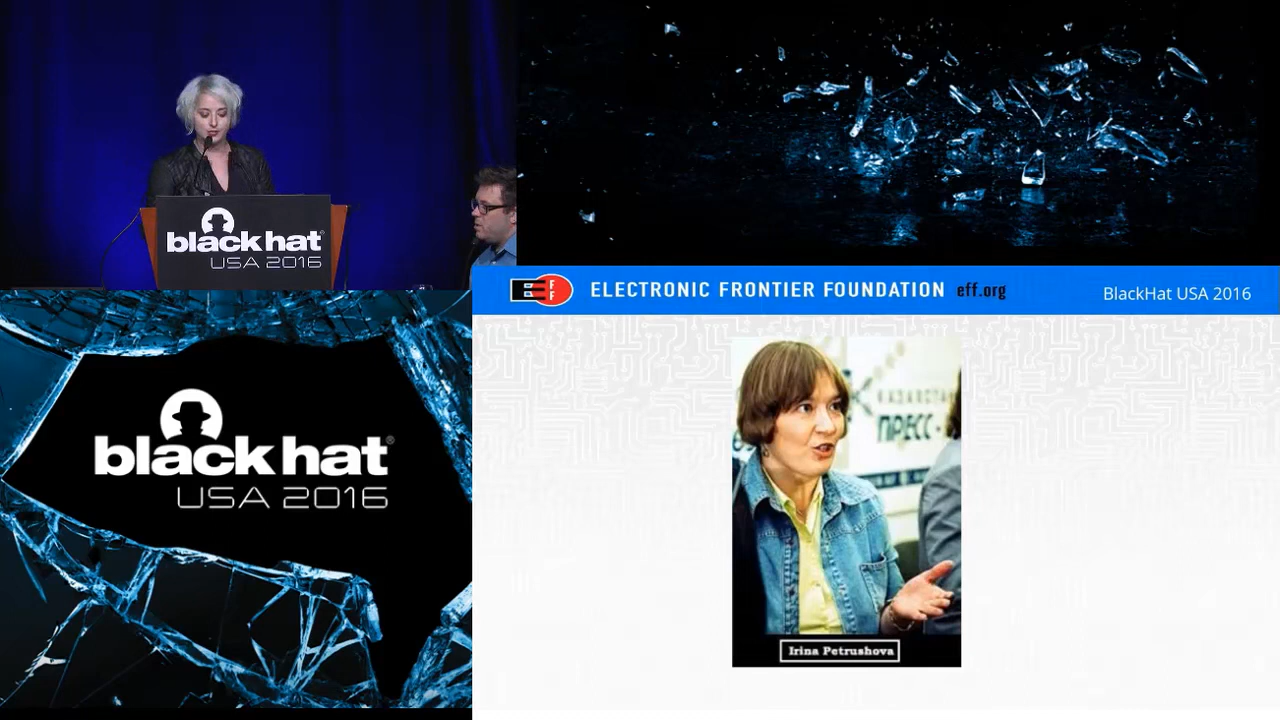 black hat
USA 2016
E F F
ELECTRONIC FRONTIER FOUNDATION eff.org
BlackHat USA 2016
black hat®
USA 2016
КАЗАХСТАН
ПРЕСС-
Irina Petrushova